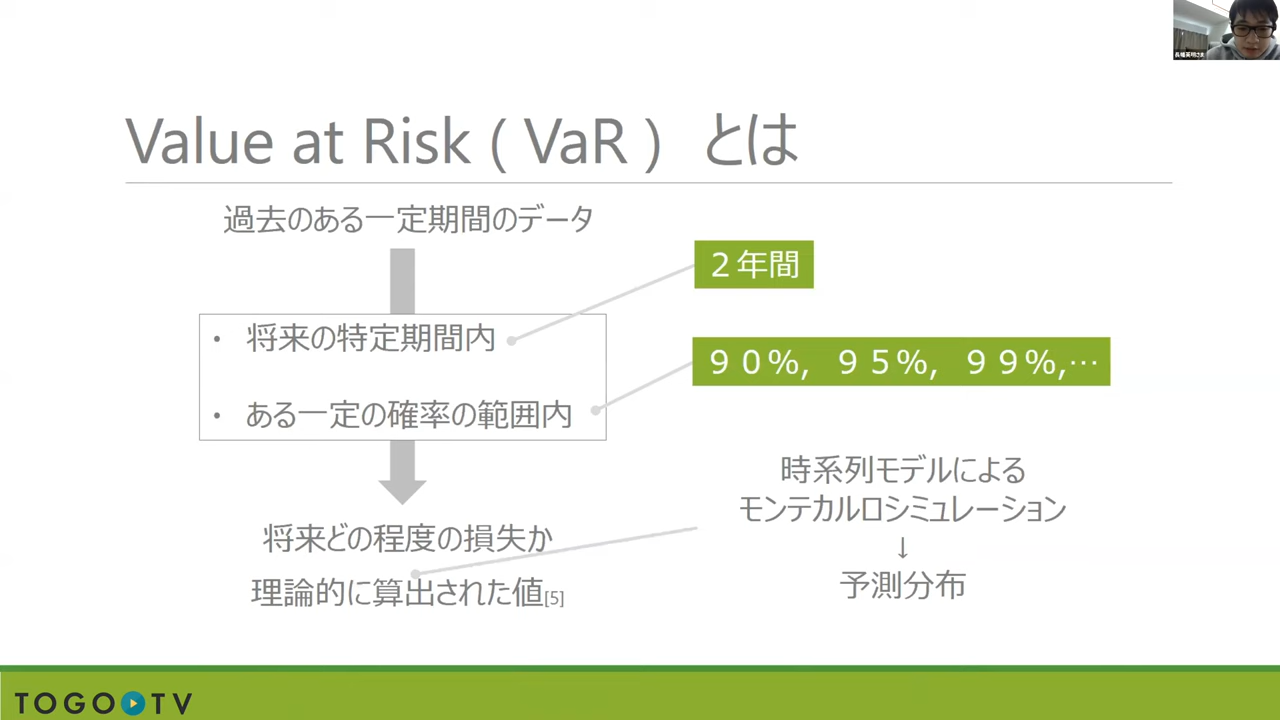 Value at Risk ( VaR ) とは
過去のある一定期間のデータ
２年間
• 将来の特定期間内
９０%, ９５%, ９９%,…
• ある一定の確率の範囲内
時系列モデルによる
モンテカルロシミュレーション
↓
予測分布
将来どの程度の損失か
理論的に算出された値[5]
TOGO TV